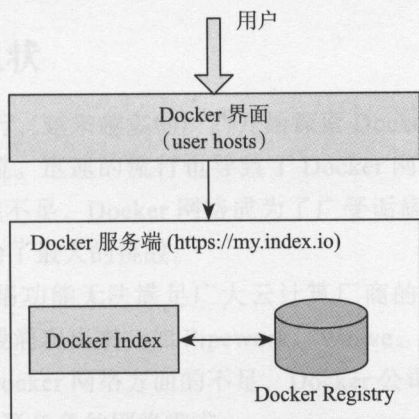 用户
Docker 界面
(user hosts)
Docker 服务端 (https://my.index.io)
Docker Index
Docker Registry